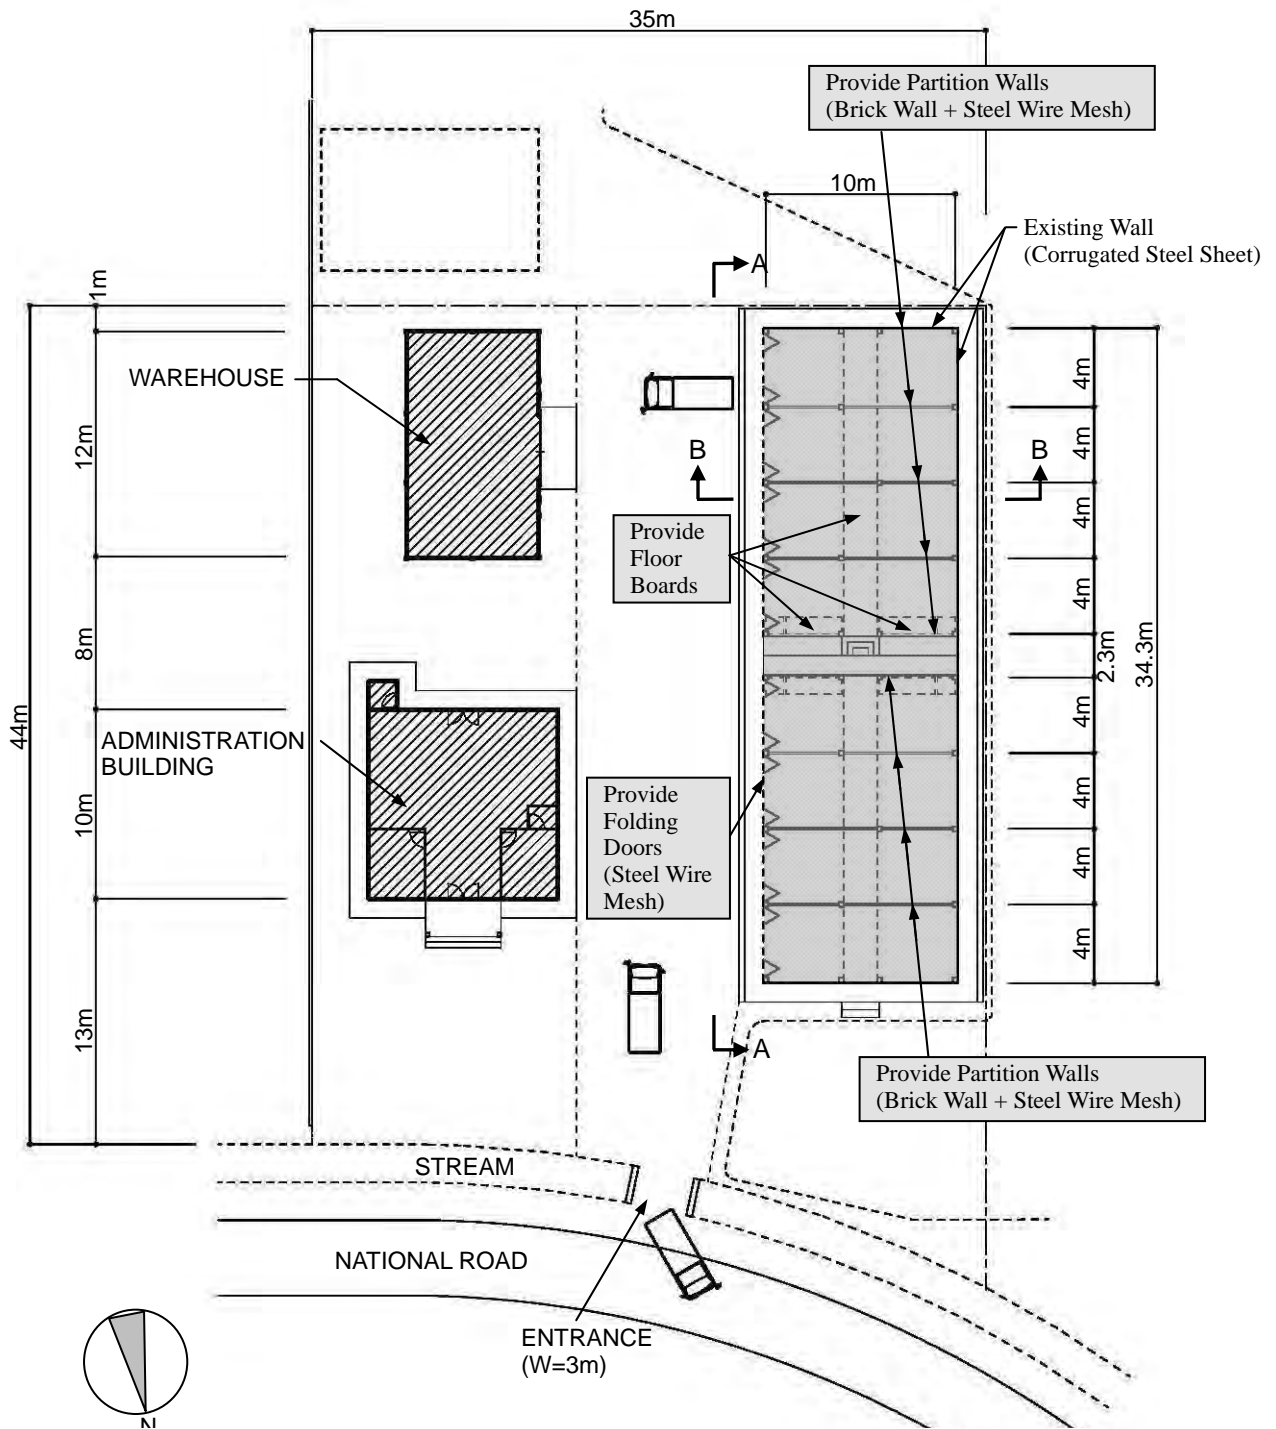 35m
Provide Partition Walls
(Brick Wall + Steel Wire Mesh)
10m
Existing Wall
(Corrugated Steel Sheet)
A
1m
WAREHOUSE
4m
12m
4m
B
B
4m
Provide
Floor
Boards
4m
8m
2.3m
34.3m
44m
4m
ADMINISTRATION
BUILDING
10m
Provide
Folding
Doors
(Steel Wire
Mesh)
4m
4m
4m
13m
A
Provide Partition Walls
(Brick Wall + Steel Wire Mesh)
STREAM
NATIONAL ROAD
ENTRANCE
(W=3m)
N